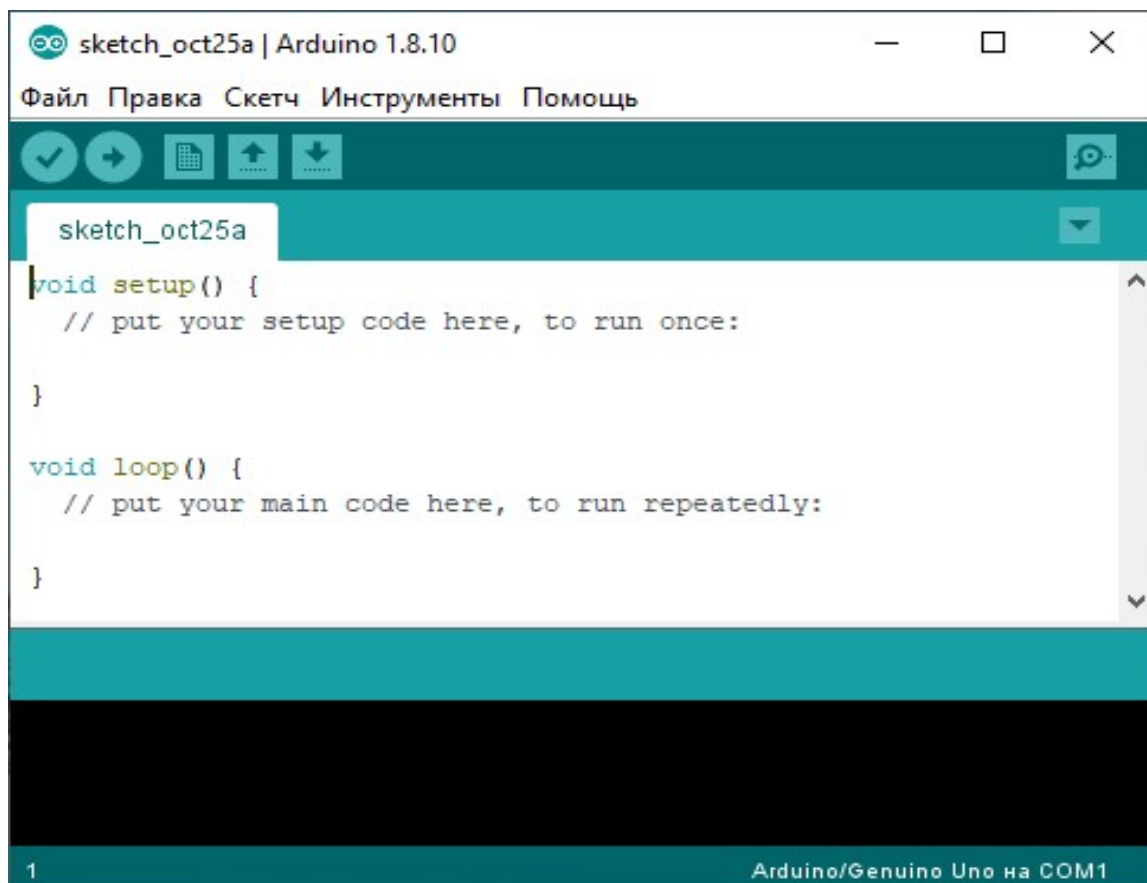 sketch_oct25a | Arduino 1.8.10
Файл Правка Скетч Инструменты Помощь
sketch_oct25a
void setup() {
  // put your setup code here, to run once:
}
void loop() {
  // put your main code here, to run repeatedly:
}
1 Arduino/Genuino Uno на COM1